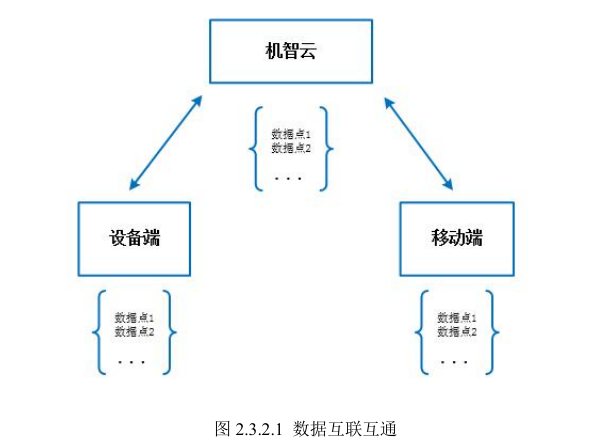 机智云
数据点1
数据点2
...
设备端
移动端
数据点1
数据点2
...
数据点1
数据点2
...
图 2.3.2.1 数据互联互通